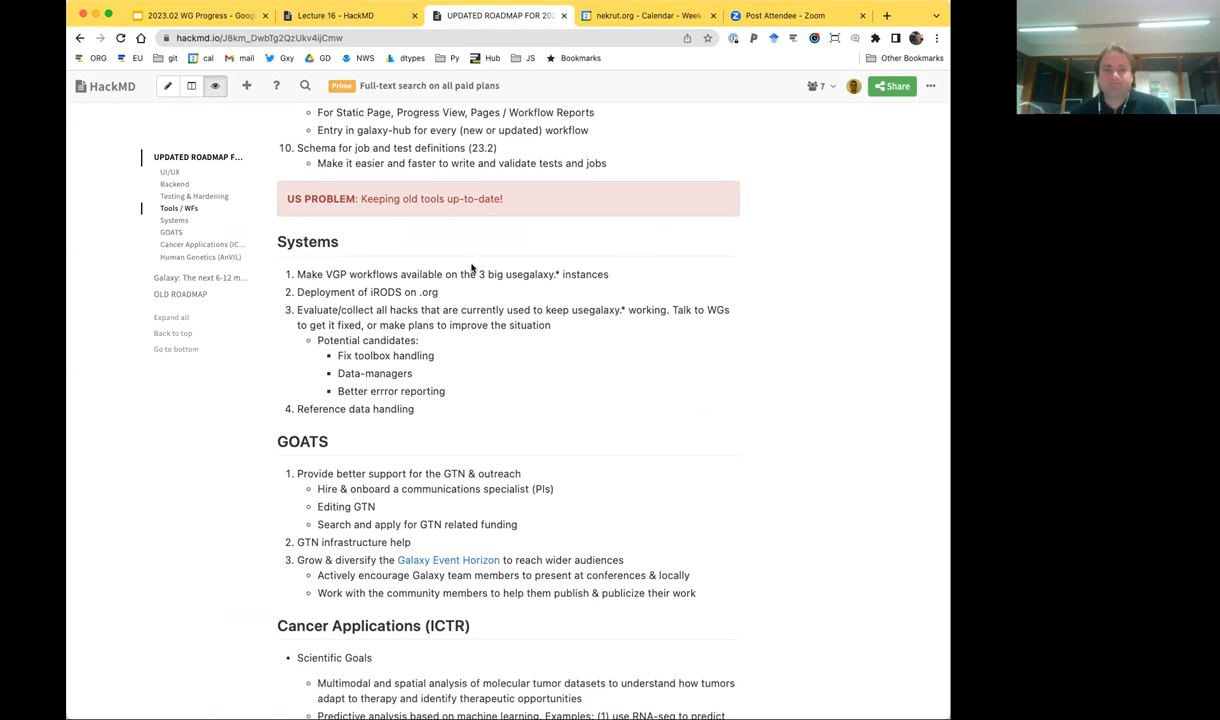 2023.02 WG Progress - Goog
Lecture 16 - HackMD
UPDATED ROADMAP FOR 202
nekrut.org - Calendar - Week
Post Attendee - Zoom
hackmd.io/J8km_DwbTg2QzUkv4ijCmw
ORG
EU
git
cal
mail
Gxy
GD
NWS
dtypes
Py
Hub
JS
Bookmarks
Other Bookmarks
HackMD
Prime
Full-text search on all paid plans
7
Share
UPDATED ROADMAP F...
UI/UX
Backend
Testing & Hardening
Tools / WFs
Systems
GOATS
Cancer Applications (IC...
Human Genetics (AnVIL)
Galaxy: The next 6-12 m...
OLD ROADMAP
Expand all
Back to top
Go to bottom
For Static Page, Progress View, Pages / Workflow Reports
Entry in galaxy-hub for every (new or updated) workflow
10. Schema for job and test definitions (23.2)
Make it easier and faster to write and validate tests and jobs
US PROBLEM: Keeping old tools up-to-date!
Systems
1. Make VGP workflows available on the 3 big usegalaxy.* instances
2. Deployment of iRODS on .org
3. Evaluate/collect all hacks that are currently used to keep usegalaxy.* working. Talk to WGs
to get it fixed, or make plans to improve the situation
Potential candidates:
Fix toolbox handling
Data-managers
Better errror reporting
4. Reference data handling
GOATS
1. Provide better support for the GTN & outreach
Hire & onboard a communications specialist (PIs)
Editing GTN
Search and apply for GTN related funding
2. GTN infrastructure help
3. Grow & diversify the Galaxy Event Horizon to reach wider audiences
Actively encourage Galaxy team members to present at conferences & locally
Work with the community members to help them publish & publicize their work
Cancer Applications (ICTR)
Scientific Goals
Multimodal and spatial analysis of molecular tumor datasets to understand how tumors
adapt to therapy and identify therapeutic opportunities
Predictive analysis based on machine learning. Examples: (1) use RNA-seq to predict